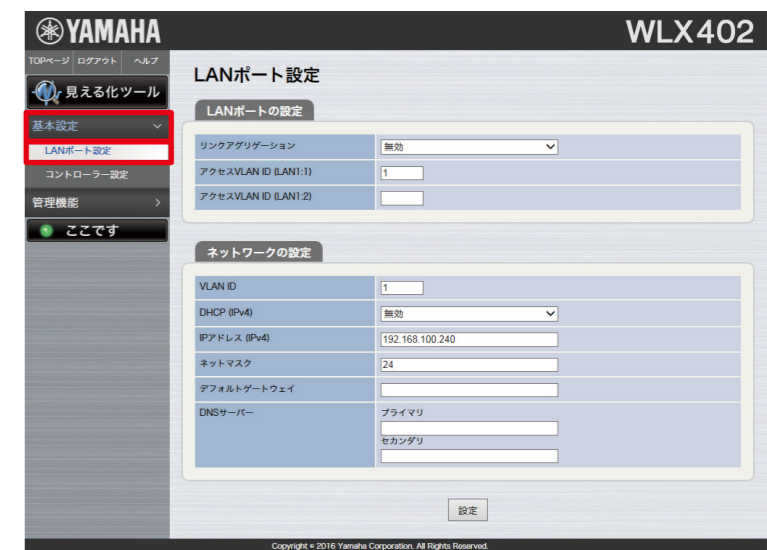 YAMAHA
WLX402
TOPページ ログアウト ヘルプ
見える化ツール
基本設定
LANポート設定
コントローラー設定
管理機能
ここです
LANポート設定
LANポートの設定
リンクアグリゲーション 無効
アクセスVLAN ID (LAN1:1) 1
アクセスVLAN ID (LAN1:2)
ネットワークの設定
VLAN ID 1
DHCP (IPv4) 無効
IPアドレス (IPv4) 192.168.100.240
ネットマスク 24
デフォルトゲートウェイ
DNSサーバー プライマリ
セカンダリ
設定
Copyright © 2016 Yamaha Corporation. All Rights Reserved.